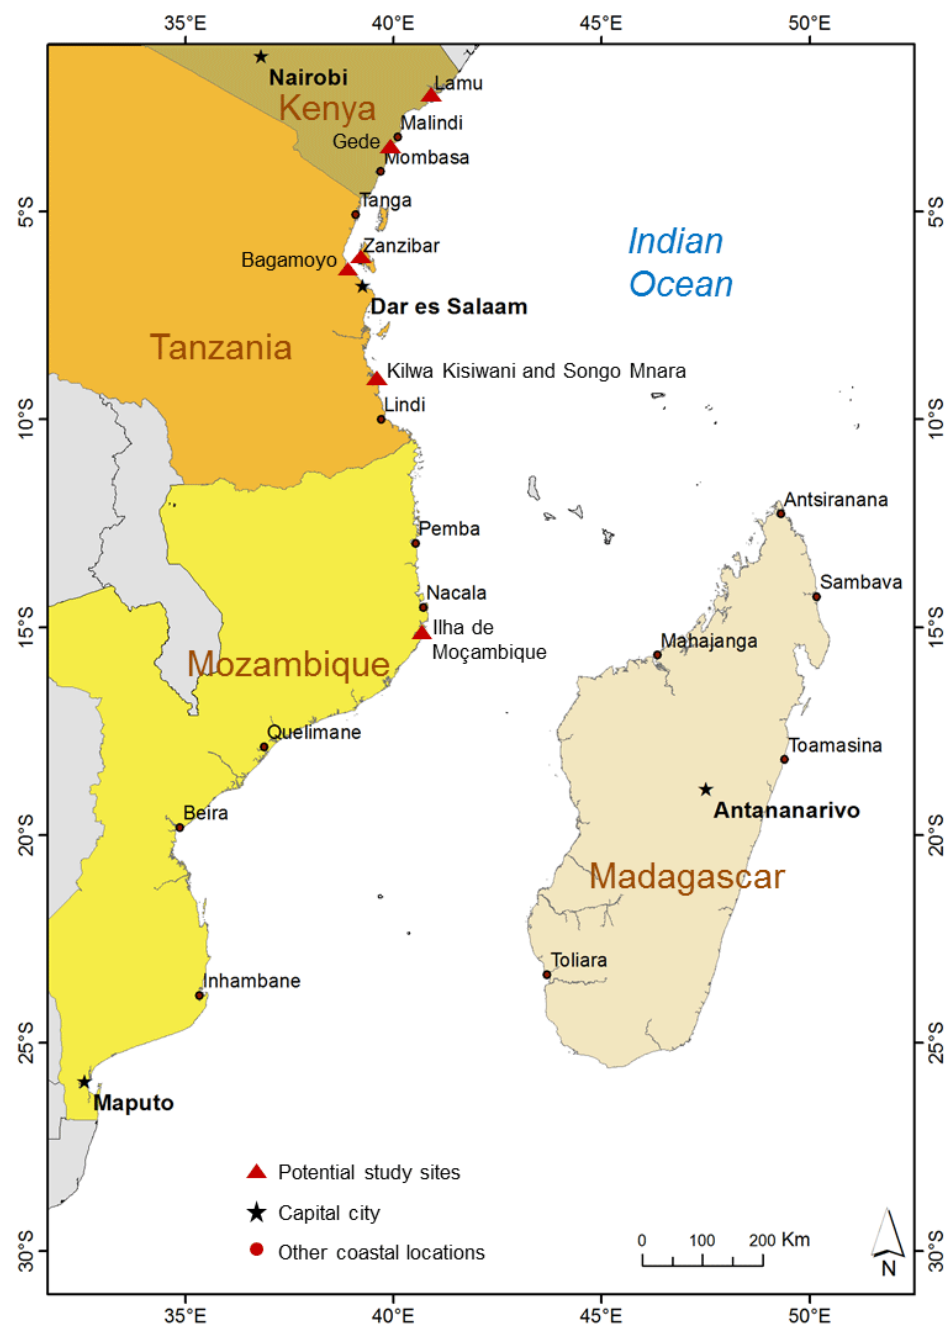 35°E 40°E 45°E 50°E
Nairobi
Kenya
Lamu
Malindi
Gede
Mombasa
Tanga
5°S 5°S
Indian
Ocean
Zanzibar
Bagamoyo
Dar es Salaam
Tanzania
Kilwa Kisiwani and Songo Mnara
Lindi
10°S 10°S
Antsiranana
Pemba
Sambava
Nacala
15°S 15°S
Ilha de
Moçambique
Mahajanga
Mozambique
Quelimane
Toamasina
Antananarivo
Beira
20°S 20°S
Madagascar
Toliara
Inhambane
25°S 25°S
Maputo
Potential study sites
Capital city
Other coastal locations
0 100 200 Km
N
30°S 30°S
35°E 40°E 45°E 50°E